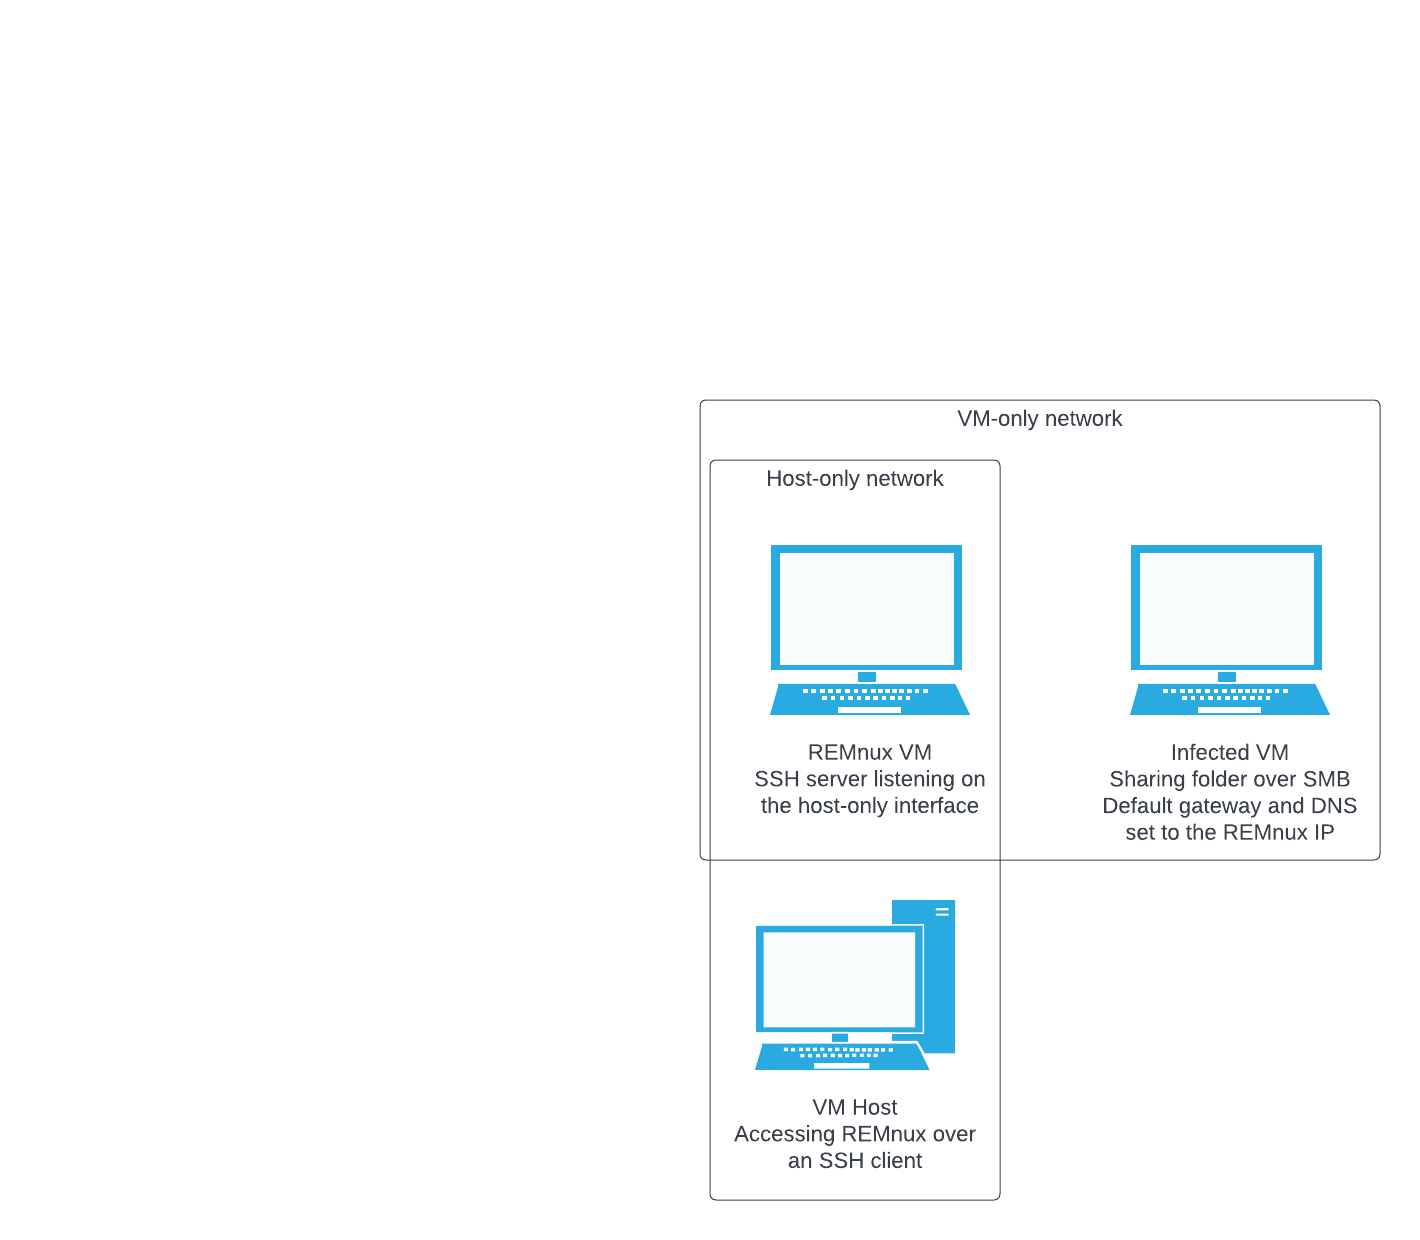 VM-only network
Host-only network
REMnux VM
SSH server listening on
the host-only interface
Infected VM
Sharing folder over SMB
Default gateway and DNS
set to the REMnux IP
VM Host
Accessing REMnux over
an SSH client